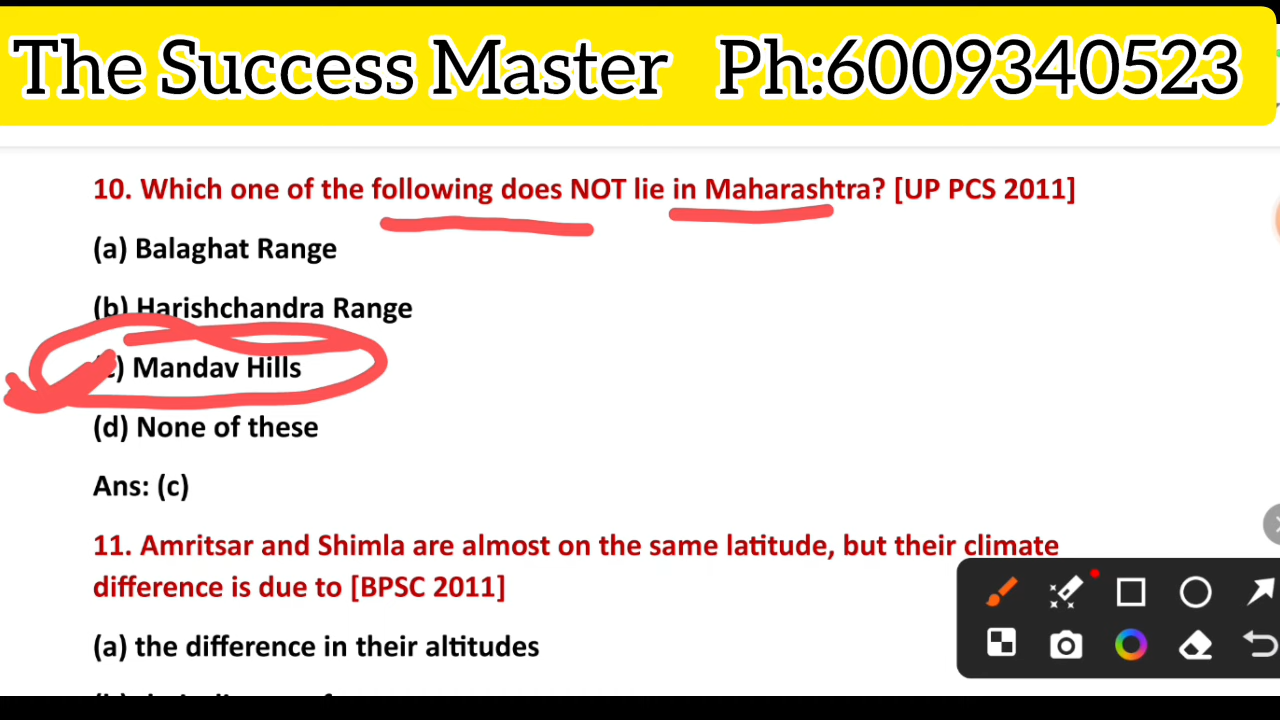 The Success Master Ph:6009340523
10. Which one of the following does NOT lie in Maharashtra? [UP PCS 2011]
(a) Balaghat Range
(b) Harishchandra Range
) Mandav Hills
(d) None of these
Ans: (c)
11. Amritsar and Shimla are almost on the same latitude, but their climate
difference is due to [BPSC 2011]
(a) the difference in their altitudes